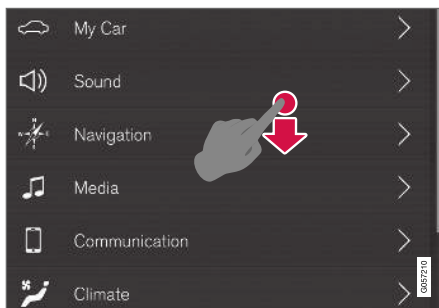 My Car
Sound
Navigation
Media
Communication
Climate
G057210